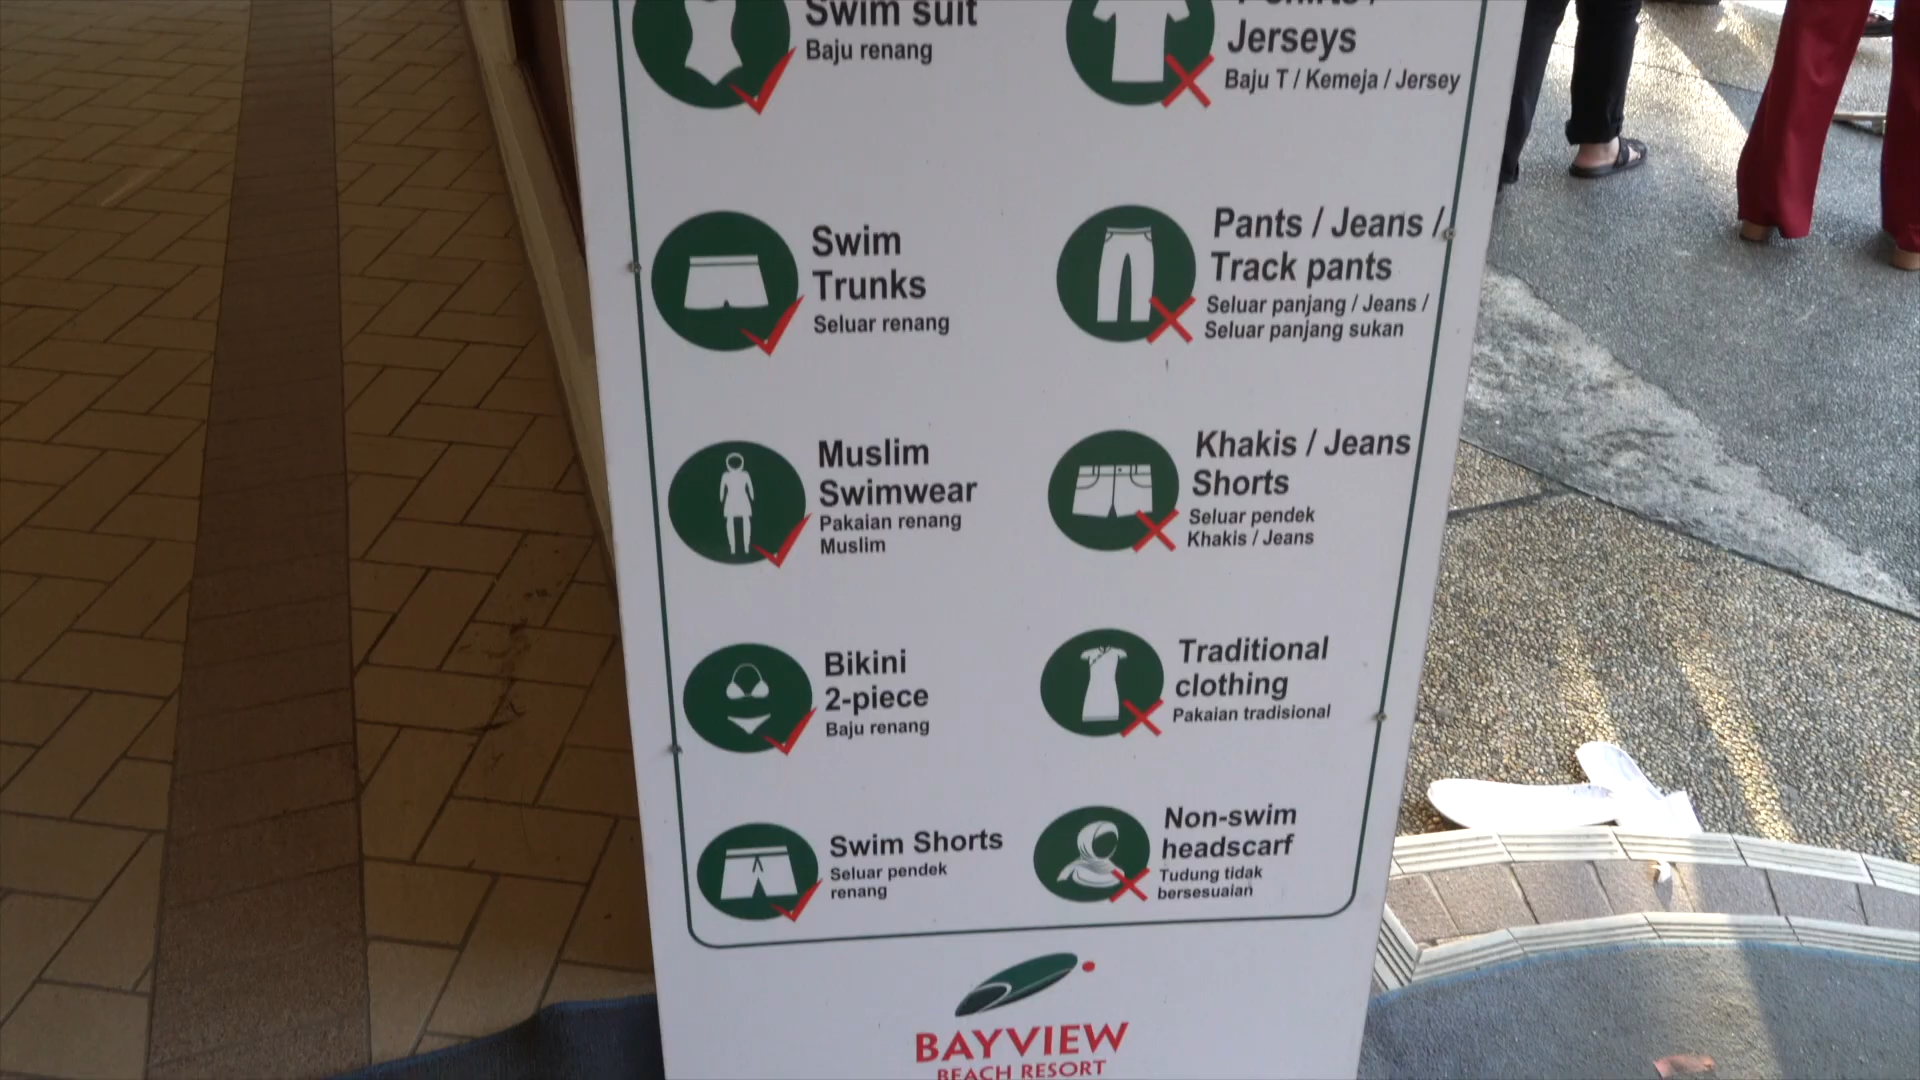 Swim suit
Baju renang
Swim
Trunks
Seluar renang
Muslim
Swimwear
Pakaian renang
Muslim
Bikini
2-piece
Baju renang
Swim Shorts
Seluar pendek
renang
Jerseys
Baju T / Kemeja / Jersey
Pants / Jeans /
Track pants
Seluar panjang / Jeans /
Seluar panjang sukan
Khakis / Jeans
Shorts
Seluar pendek
Khakis / Jeans
Traditional
clothing
Pakaian tradisional
Non-swim
headscarf
Tudung tidak
bersesuaian
BAYVIEW
BEACH RESORT